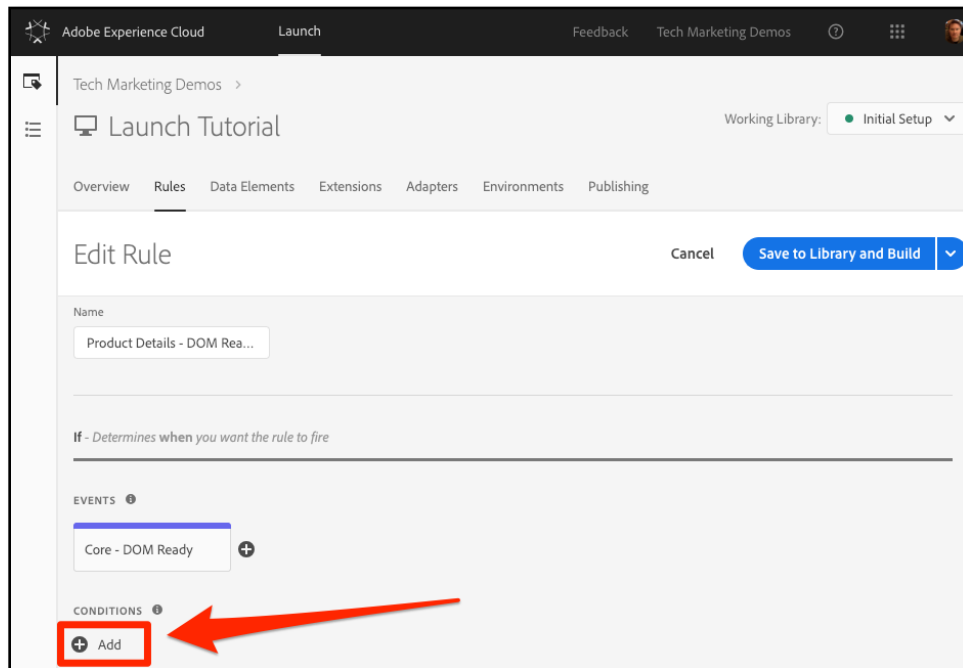 Adobe Experience Cloud Launch Feedback Tech Marketing Demos
Tech Marketing Demos >
Launch Tutorial
Working Library: Initial Setup
Overview Rules Data Elements Extensions Adapters Environments Publishing
Edit Rule
Cancel Save to Library and Build
Name
Product Details - DOM Rea...
If - Determines when you want the rule to fire
EVENTS
Core - DOM Ready
CONDITIONS
Add